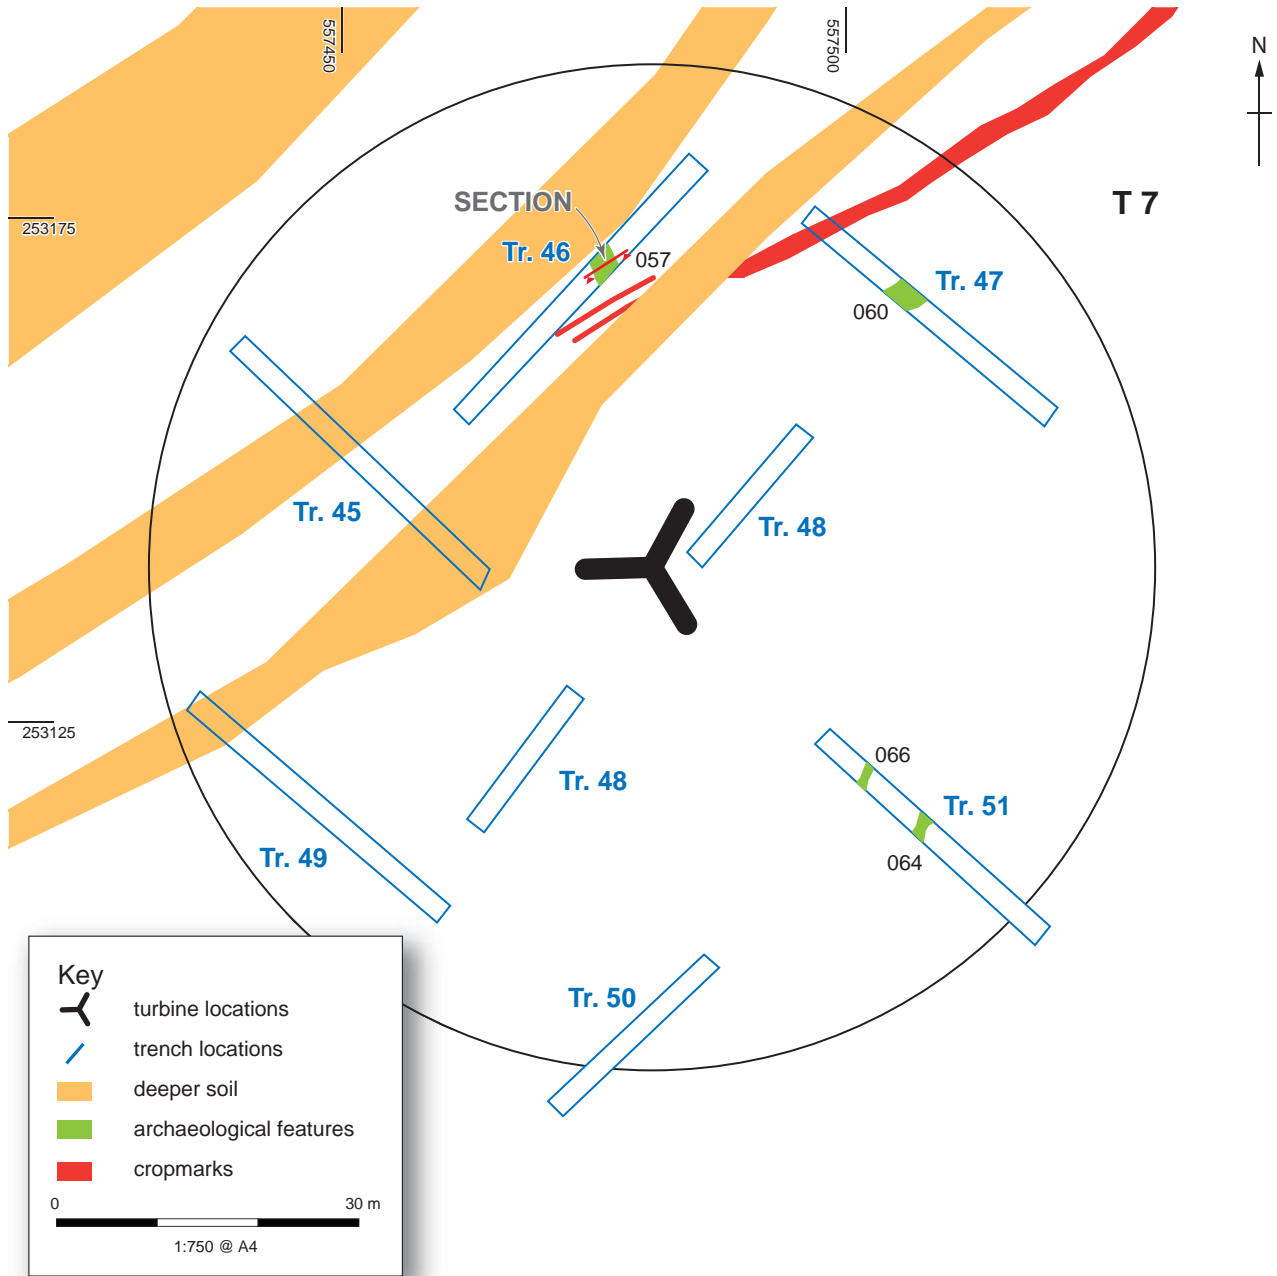 557450
557500
N
T 7
253175
SECTION
Tr. 46
057
Tr. 47
060
Tr. 45
Tr. 48
253125
066
Tr. 48
Tr. 51
Tr. 49
064
Tr. 50
Key
turbine locations
trench locations
deeper soil
archaeological features
cropmarks
0 30 m
1:750 @ A4